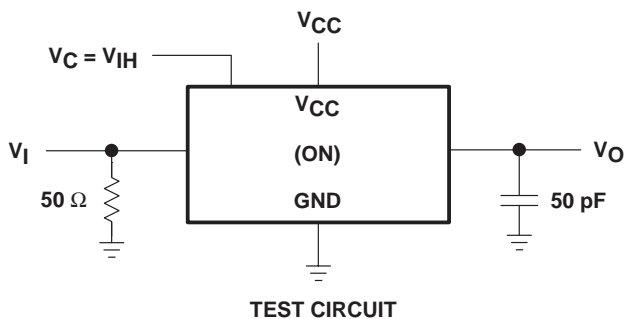 VCC
VC = VIH
VCC
VI
(ON)
VO
50 Ω
GND
50 pF
TEST CIRCUIT